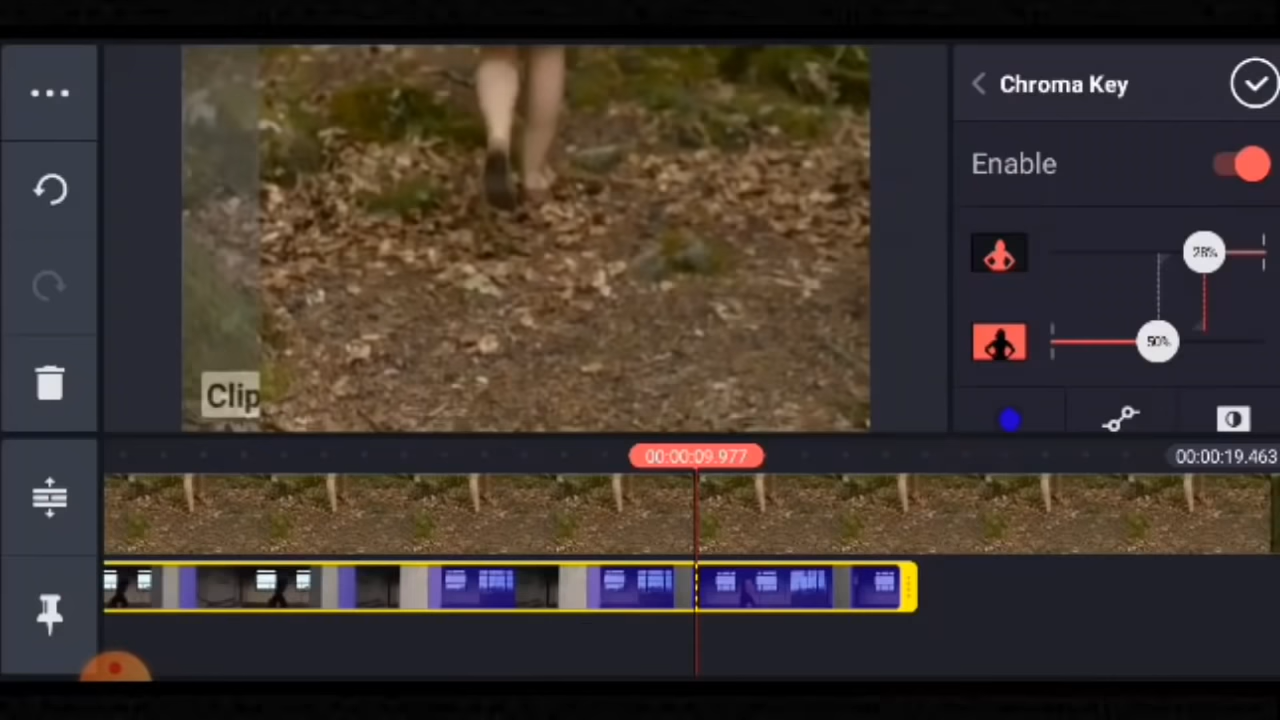 Chroma Key
Enable
28%
50%
Clip
00:00:09.977
00:00:19.463